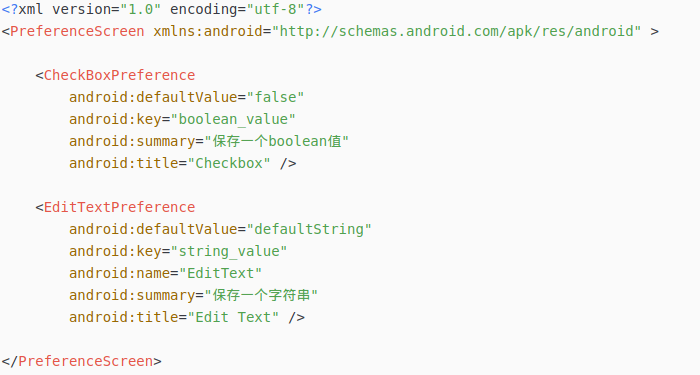 <?xml version="1.0" encoding="utf-8"?>
<PreferenceScreen xmlns:android="http://schemas.android.com/apk/res/android" >
<CheckBoxPreference
android:defaultValue="false"
android:key="boolean_value"
android:summary="保存一个boolean值"
android:title="Checkbox" />
<EditTextPreference
android:defaultValue="defaultString"
android:key="string_value"
android:name="EditText"
android:summary="保存一个字符串"
android:title="Edit Text" />
</PreferenceScreen>